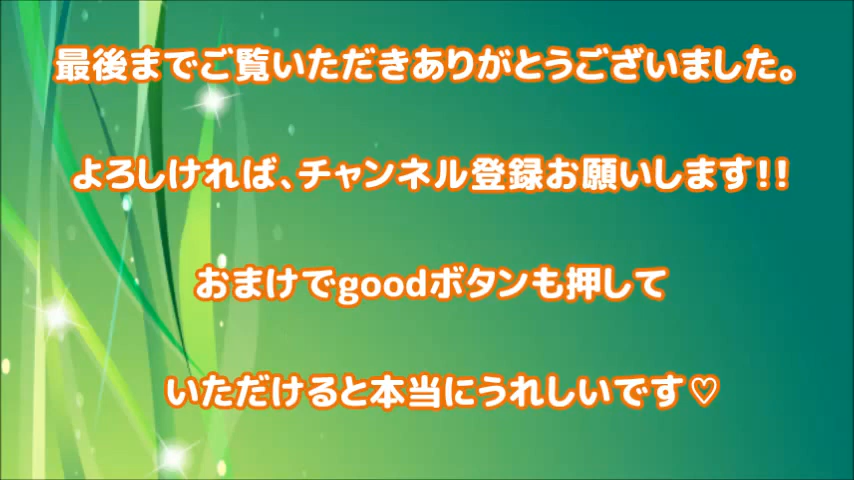 最後までご覧いただきありがとうございました。
よろしければ、チャンネル登録お願いします!!
おまけでgoodボタンも押して
いただけると本当にうれしいです♡